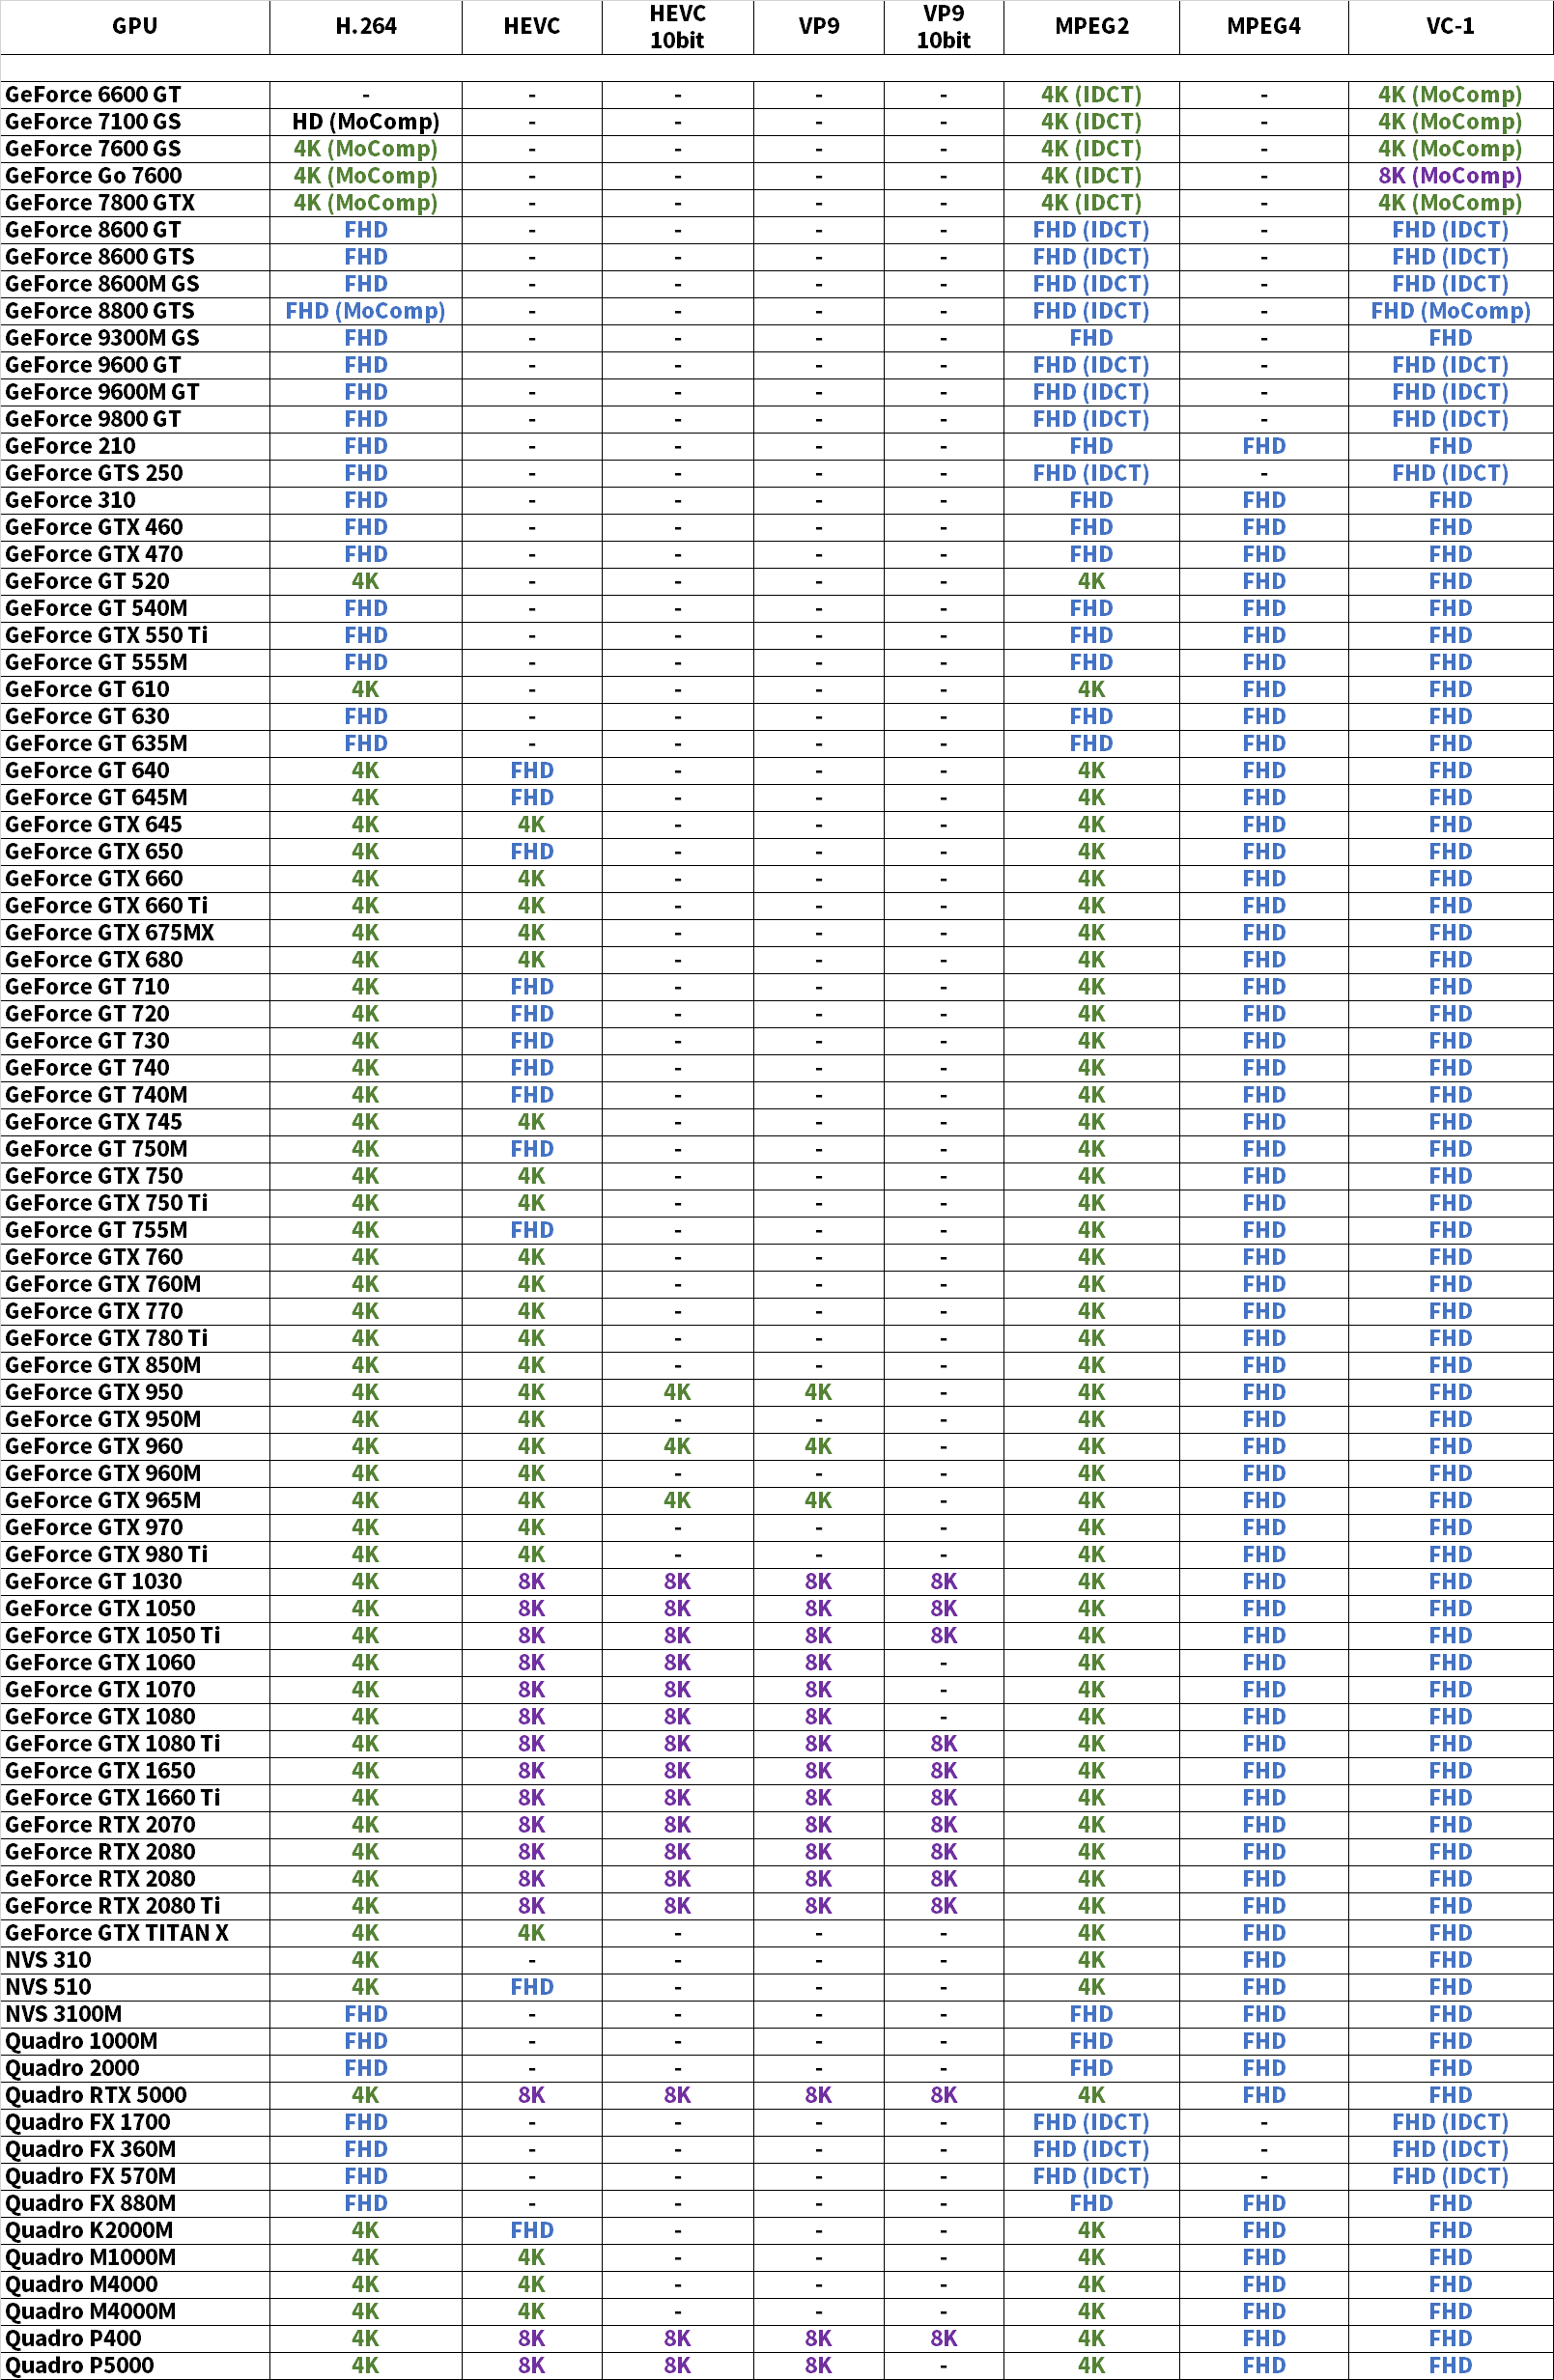 GPU H.264 HEVC HEVC 10bit VP9 VP9 10bit MPEG2 MPEG4 VC-1
GeForce 6600 GT - - - - - 4K (IDCT) - 4K (MoComp)
GeForce 7100 GS HD (MoComp) - - - - 4K (IDCT) - 4K (MoComp)
GeForce 7600 GS 4K (MoComp) - - - - 4K (IDCT) - 4K (MoComp)
GeForce Go 7600 4K (MoComp) - - - - 4K (IDCT) - 8K (MoComp)
GeForce 7800 GTX 4K (MoComp) - - - - 4K (IDCT) - 4K (MoComp)
GeForce 8600 GT FHD - - - - FHD (IDCT) - FHD (IDCT)
GeForce 8600 GTS FHD - - - - FHD (IDCT) - FHD (IDCT)
GeForce 8600M GS FHD - - - - FHD (IDCT) - FHD (IDCT)
GeForce 8800 GTS FHD (MoComp) - - - - FHD (IDCT) - FHD (MoComp)
GeForce 9300M GS FHD - - - - FHD - FHD
GeForce 9600 GT FHD - - - - FHD (IDCT) - FHD (IDCT)
GeForce 9600M GT FHD - - - - FHD (IDCT) - FHD (IDCT)
GeForce 9800 GT FHD - - - - FHD (IDCT) - FHD (IDCT)
GeForce 210 FHD - - - - FHD FHD FHD
GeForce GTS 250 FHD - - - - FHD (IDCT) - FHD (IDCT)
GeForce 310 FHD - - - - FHD FHD FHD
GeForce GTX 460 FHD - - - - FHD FHD FHD
GeForce GTX 470 FHD - - - - FHD FHD FHD
GeForce GT 520 4K - - - - 4K FHD FHD
GeForce GT 540M FHD - - - - FHD FHD FHD
GeForce GTX 550 Ti FHD - - - - FHD FHD FHD
GeForce GT 555M FHD - - - - FHD FHD FHD
GeForce GT 610 4K - - - - 4K FHD FHD
GeForce GT 630 FHD - - - - FHD FHD FHD
GeForce GT 635M FHD - - - - FHD FHD FHD
GeForce GT 640 4K FHD - - - 4K FHD FHD
GeForce GT 645M 4K FHD - - - 4K FHD FHD
GeForce GTX 645 4K 4K - - - 4K FHD FHD
GeForce GTX 650 4K FHD - - - 4K FHD FHD
GeForce GTX 660 4K 4K - - - 4K FHD FHD
GeForce GTX 660 Ti 4K 4K - - - 4K FHD FHD
GeForce GTX 675MX 4K 4K - - - 4K FHD FHD
GeForce GTX 680 4K 4K - - - 4K FHD FHD
GeForce GT 710 4K FHD - - - 4K FHD FHD
GeForce GT 720 4K FHD - - - 4K FHD FHD
GeForce GT 730 4K FHD - - - 4K FHD FHD
GeForce GT 740 4K FHD - - - 4K FHD FHD
GeForce GT 740M 4K FHD - - - 4K FHD FHD
GeForce GTX 745 4K 4K - - - 4K FHD FHD
GeForce GT 750M 4K FHD - - - 4K FHD FHD
GeForce GTX 750 4K 4K - - - 4K FHD FHD
GeForce GTX 750 Ti 4K 4K - - - 4K FHD FHD
GeForce GT 755M 4K FHD - - - 4K FHD FHD
GeForce GTX 760 4K 4K - - - 4K FHD FHD
GeForce GTX 760M 4K 4K - - - 4K FHD FHD
GeForce GTX 770 4K 4K - - - 4K FHD FHD
GeForce GTX 780 Ti 4K 4K - - - 4K FHD FHD
GeForce GTX 850M 4K 4K - - - 4K FHD FHD
GeForce GTX 950 4K 4K 4K 4K - 4K FHD FHD
GeForce GTX 950M 4K 4K - - - 4K FHD FHD
GeForce GTX 960 4K 4K 4K 4K - 4K FHD FHD
GeForce GTX 960M 4K 4K - - - 4K FHD FHD
GeForce GTX 965M 4K 4K 4K 4K - 4K FHD FHD
GeForce GTX 970 4K 4K - - - 4K FHD FHD
GeForce GTX 980 Ti 4K 4K - - - 4K FHD FHD
GeForce GT 1030 4K 8K 8K 8K 8K 4K FHD FHD
GeForce GTX 1050 4K 8K 8K 8K 8K 4K FHD FHD
GeForce GTX 1050 Ti 4K 8K 8K 8K 8K 4K FHD FHD
GeForce GTX 1060 4K 8K 8K 8K - 4K FHD FHD
GeForce GTX 1070 4K 8K 8K 8K - 4K FHD FHD
GeForce GTX 1080 4K 8K 8K 8K - 4K FHD FHD
GeForce GTX 1080 Ti 4K 8K 8K 8K 8K 4K FHD FHD
GeForce GTX 1650 4K 8K 8K 8K 8K 4K FHD FHD
GeForce GTX 1660 Ti 4K 8K 8K 8K 8K 4K FHD FHD
GeForce RTX 2070 4K 8K 8K 8K 8K 4K FHD FHD
GeForce RTX 2080 4K 8K 8K 8K 8K 4K FHD FHD
GeForce RTX 2080 4K 8K 8K 8K 8K 4K FHD FHD
GeForce RTX 2080 Ti 4K 8K 8K 8K 8K 4K FHD FHD
GeForce GTX TITAN X 4K 4K - - - 4K FHD FHD
NVS 310 4K - - - - 4K FHD FHD
NVS 510 4K FHD - - - 4K FHD FHD
NVS 3100M FHD - - - - FHD FHD FHD
Quadro 1000M FHD - - - - FHD FHD FHD
Quadro 2000 FHD - - - - FHD FHD FHD
Quadro RTX 5000 4K 8K 8K 8K 8K 4K FHD FHD
Quadro FX 1700 FHD - - - - FHD (IDCT) - FHD (IDCT)
Quadro FX 360M FHD - - - - FHD (IDCT) - FHD (IDCT)
Quadro FX 570M FHD - - - - FHD (IDCT) - FHD (IDCT)
Quadro FX 880M FHD - - - - FHD FHD FHD
Quadro K2000M 4K FHD - - - 4K FHD FHD
Quadro M1000M 4K 4K - - - 4K FHD FHD
Quadro M4000 4K 4K - - - 4K FHD FHD
Quadro M4000M 4K 4K - - - 4K FHD FHD
Quadro P400 4K 8K 8K 8K 8K 4K FHD FHD
Quadro P5000 4K 8K 8K 8K - 4K FHD FHD